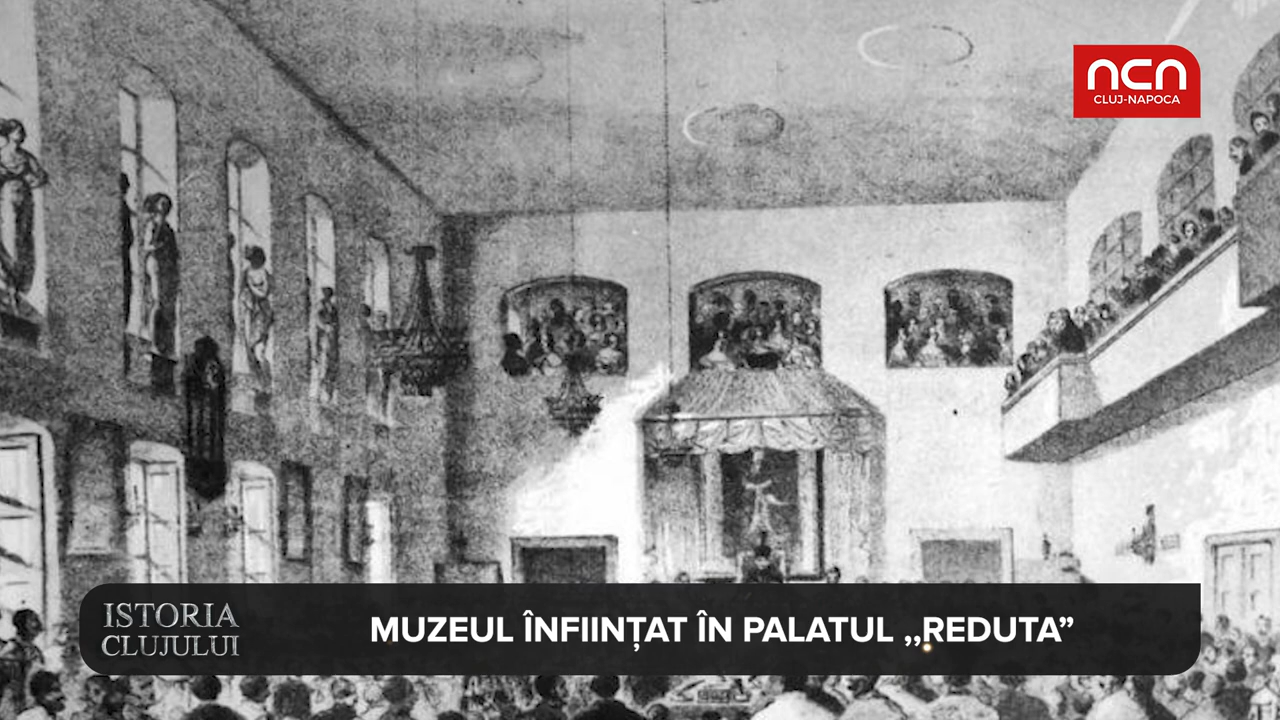 ncn
CLUJ-NAPOCA
ISTORIA
CLUJULUI
MUZEUL ÎNFIINȚAT ÎN PALATUL ,,REDUTA”